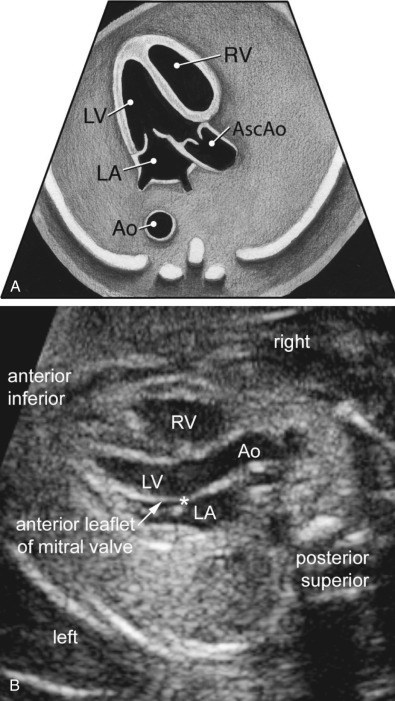 RV
LV
AscAo
LA
Ao
A
right
anterior
inferior
RV
Ao
LV
*
LA
anterior leaflet
of mitral valve
posterior
superior
left
B